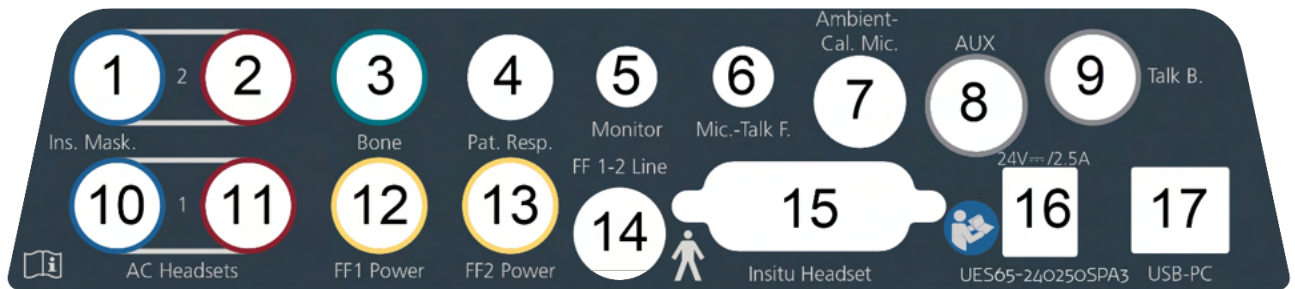 Ambient-
Cal. Mic.
AUX
1 2 2 3 4 5 6 7 8 9 Talk B.
Ins. Mask. Bone Pat. Resp. Monitor Mic.-Talk F.
FF 1-2 Line 24V⎓/2.5A
10 1 11 12 13 14 15 16 17
AC Headsets FF1 Power FF2 Power Insitu Headset UES65-240250SPA3 USB-PC